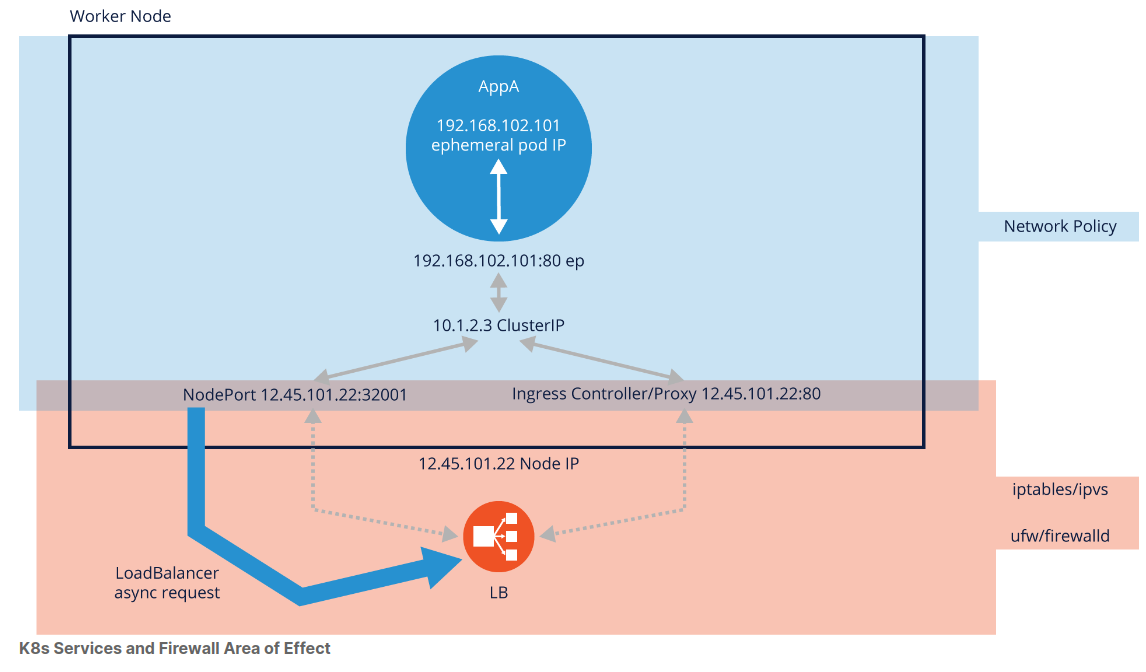 Worker Node
AppA
192.168.102.101
ephemeral pod IP
Network Policy
192.168.102.101:80 ep
10.1.2.3 ClusterIP
NodePort 12.45.101.22:32001
Ingress Controller/Proxy 12.45.101.22:80
12.45.101.22 Node IP
iptables/ipvs
ufw/firewalld
LoadBalancer
async request
LB
K8s Services and Firewall Area of Effect